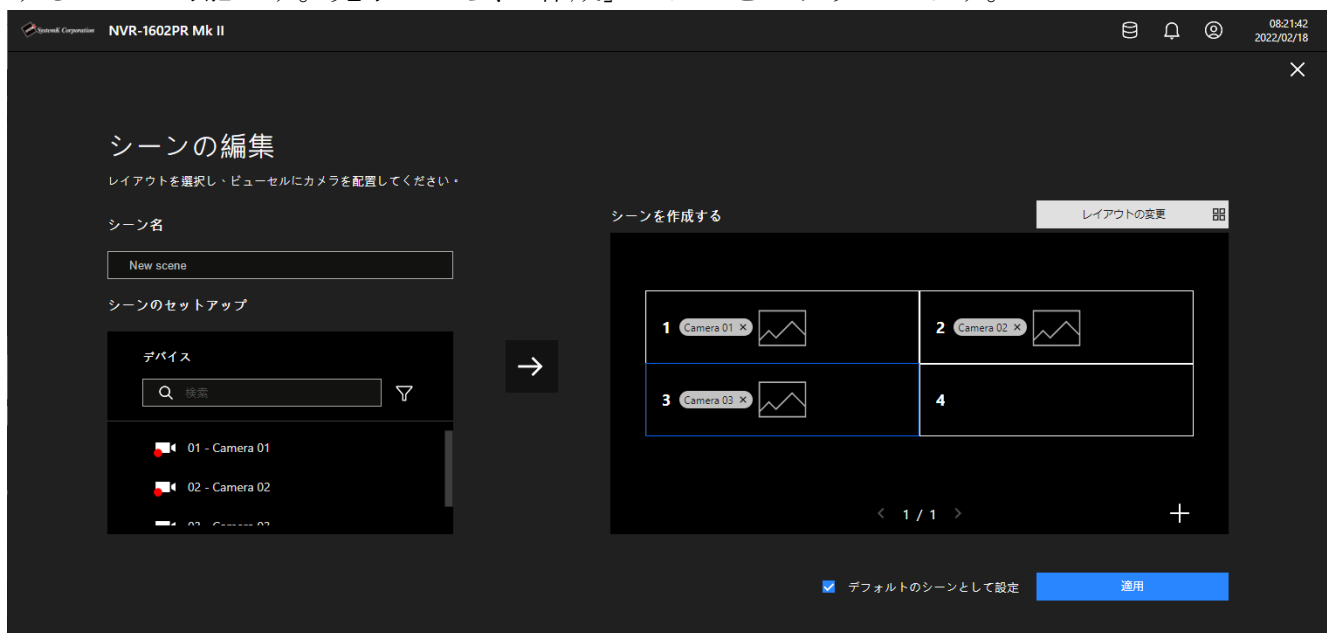 SystemK Corporation NVR-1602PR Mk II 08:21:42
2022/02/18
シーンの編集
レイアウトを選択し、ビューセルにカメラを配置してください。
シーン名
New scene
シーンのセットアップ
デバイス
検索
01 - Camera 01
02 - Camera 02
シーンを作成する
レイアウトの変更
1 Camera 01 ×
2 Camera 02 ×
3 Camera 03 ×
4
< 1 / 1 >
デフォルトのシーンとして設定
適用